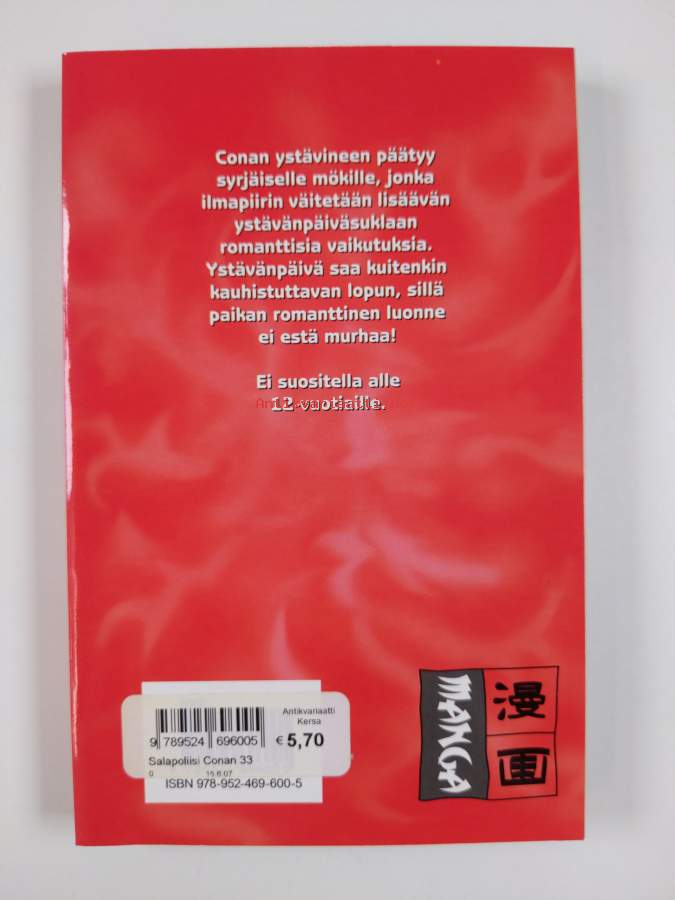 Conan ystävineen päätyy
syrjäiselle mökille, jonka
ilmapiirin väitetään lisäävän
ystävänpäiväsuklaan
romanttisia vaikutuksia.
Ystävänpäivä saa kuitenkin
kauhistuttavan lopun, sillä
paikan romanttinen luonne
ei estä murhaa!
Ei suositella alle
12-vuotiaille.
Antikvariaatti
Kersa
€ 5,70
9 789524 696005
Salapoliisi Conan 33
0 15.6.07
ISBN 978-952-469-600-5
MANGA
漫
画